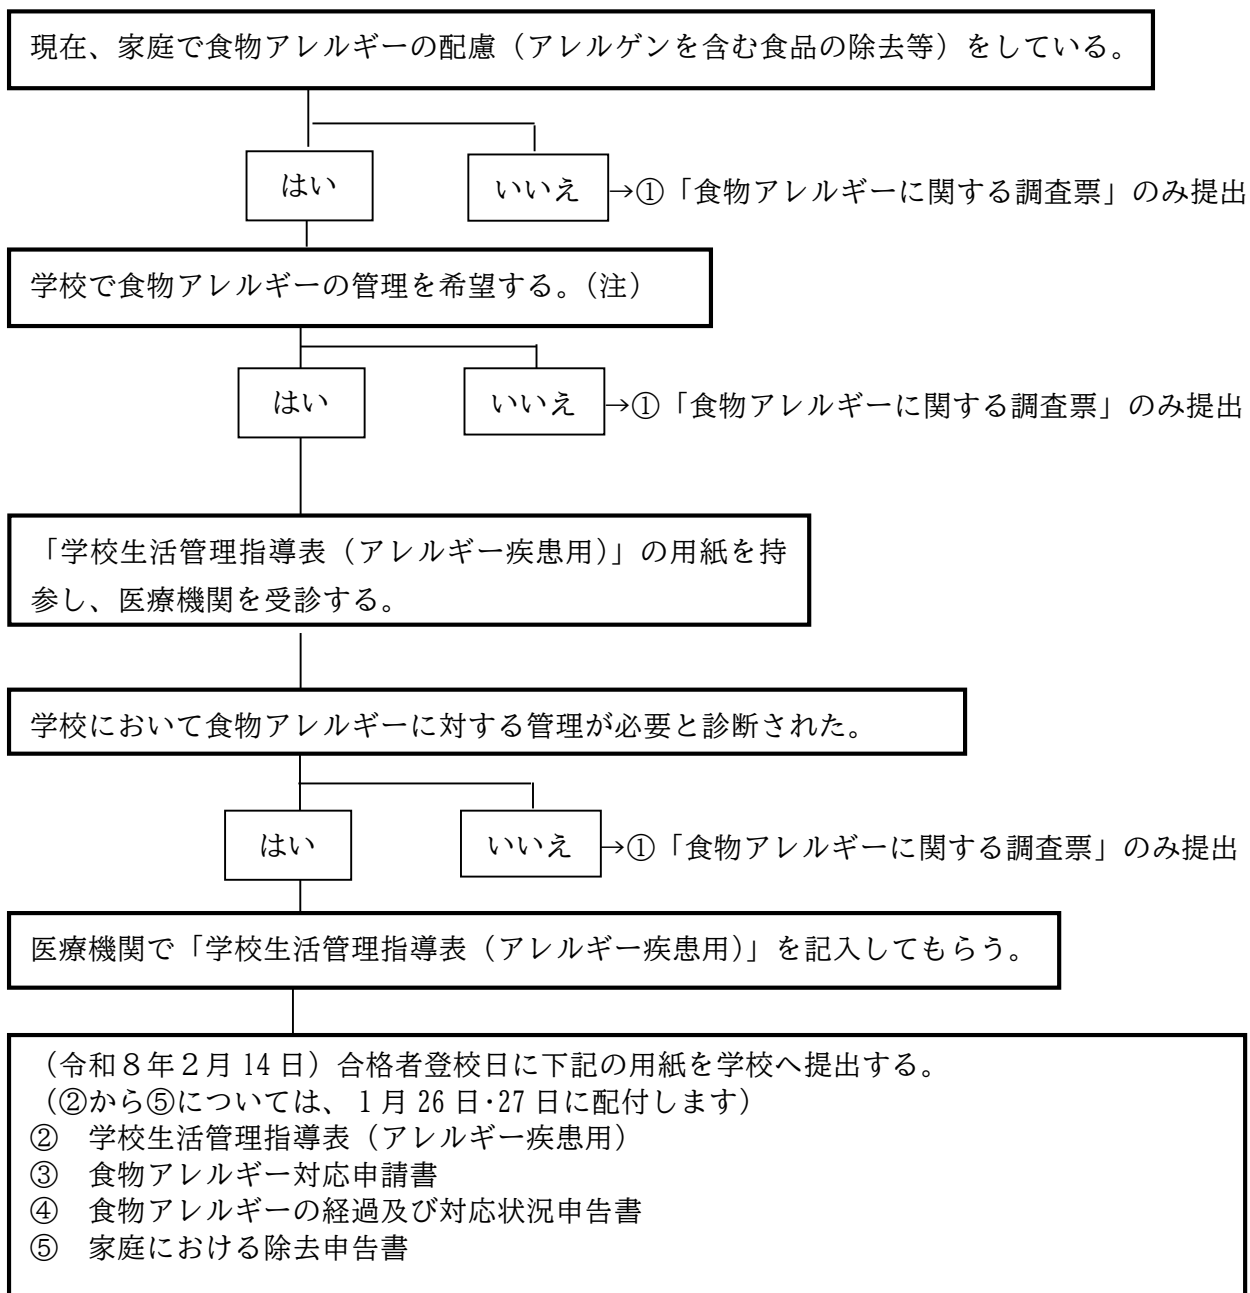 現在、家庭で食物アレルギーの配慮（アレルゲンを含む食品の除去等）をしている。
はい
いいえ
→①「食物アレルギーに関する調査票」のみ提出
学校で食物アレルギーの管理を希望する。（注）
はい
いいえ
→①「食物アレルギーに関する調査票」のみ提出
「学校生活管理指導表（アレルギー疾患用）」の用紙を持
参し、医療機関を受診する。
学校において食物アレルギーに対する管理が必要と診断された。
はい
いいえ
→①「食物アレルギーに関する調査票」のみ提出
医療機関で「学校生活管理指導表（アレルギー疾患用）」を記入してもらう。
（令和８年２月 14 日）合格者登校日に下記の用紙を学校へ提出する。
（②から⑤については、１月 26 日・27 日に配付します）
② 学校生活管理指導表（アレルギー疾患用）
③ 食物アレルギー対応申請書
④ 食物アレルギーの経過及び対応状況申告書
⑤ 家庭における除去申告書